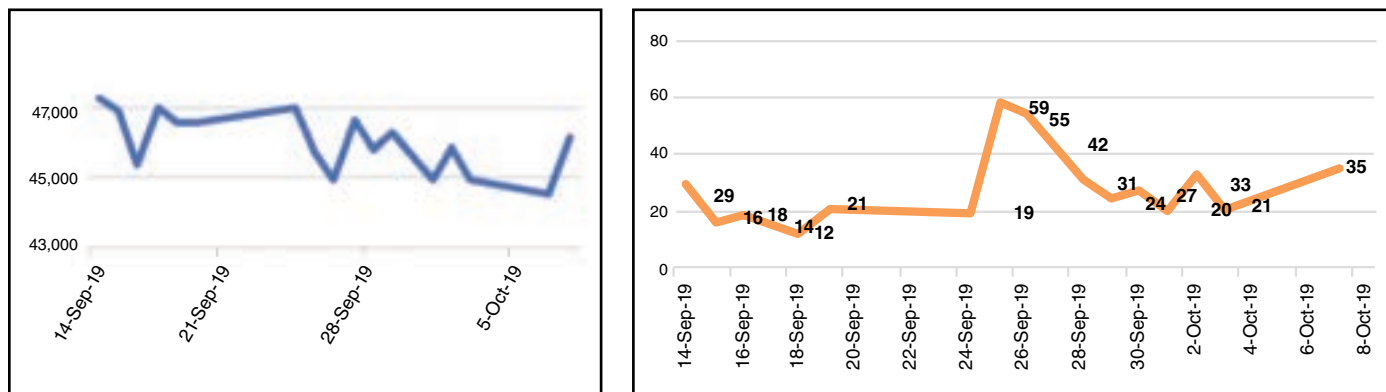 47,000
45,000
43,000
14-Sep-19
21-Sep-19
28-Sep-19
5-Oct-19
80
60
40
20
0
29
16
18
14
12
21
19
59
55
42
31
24
27
20
33
21
35
14-Sep-19
16-Sep-19
18-Sep-19
20-Sep-19
22-Sep-19
24-Sep-19
26-Sep-19
28-Sep-19
30-Sep-19
2-Oct-19
4-Oct-19
6-Oct-19
8-Oct-19